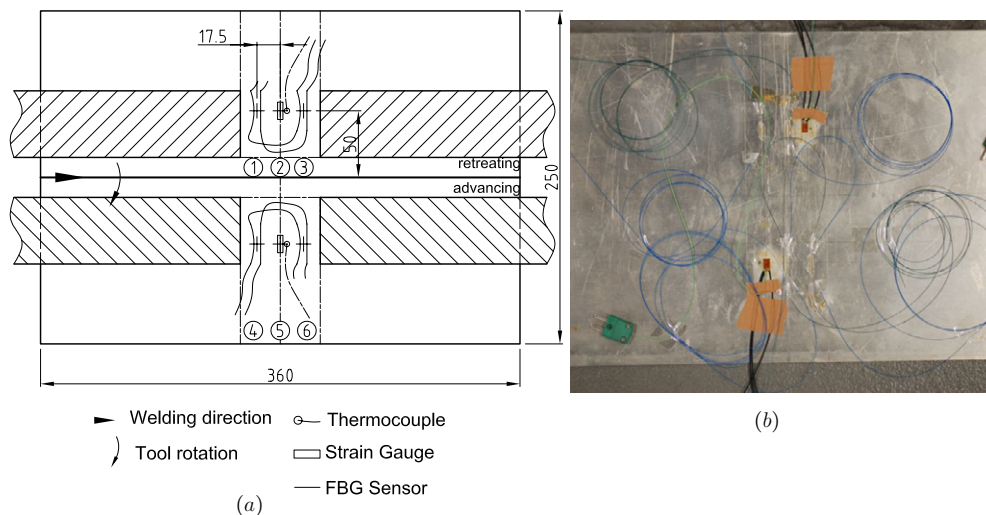 17.5
50
① ② ③
retreating
advancing
250
④ ⑤ ⑥
360
Welding direction
Thermocouple
Tool rotation
Strain Gauge
FBG Sensor
(a)
(b)